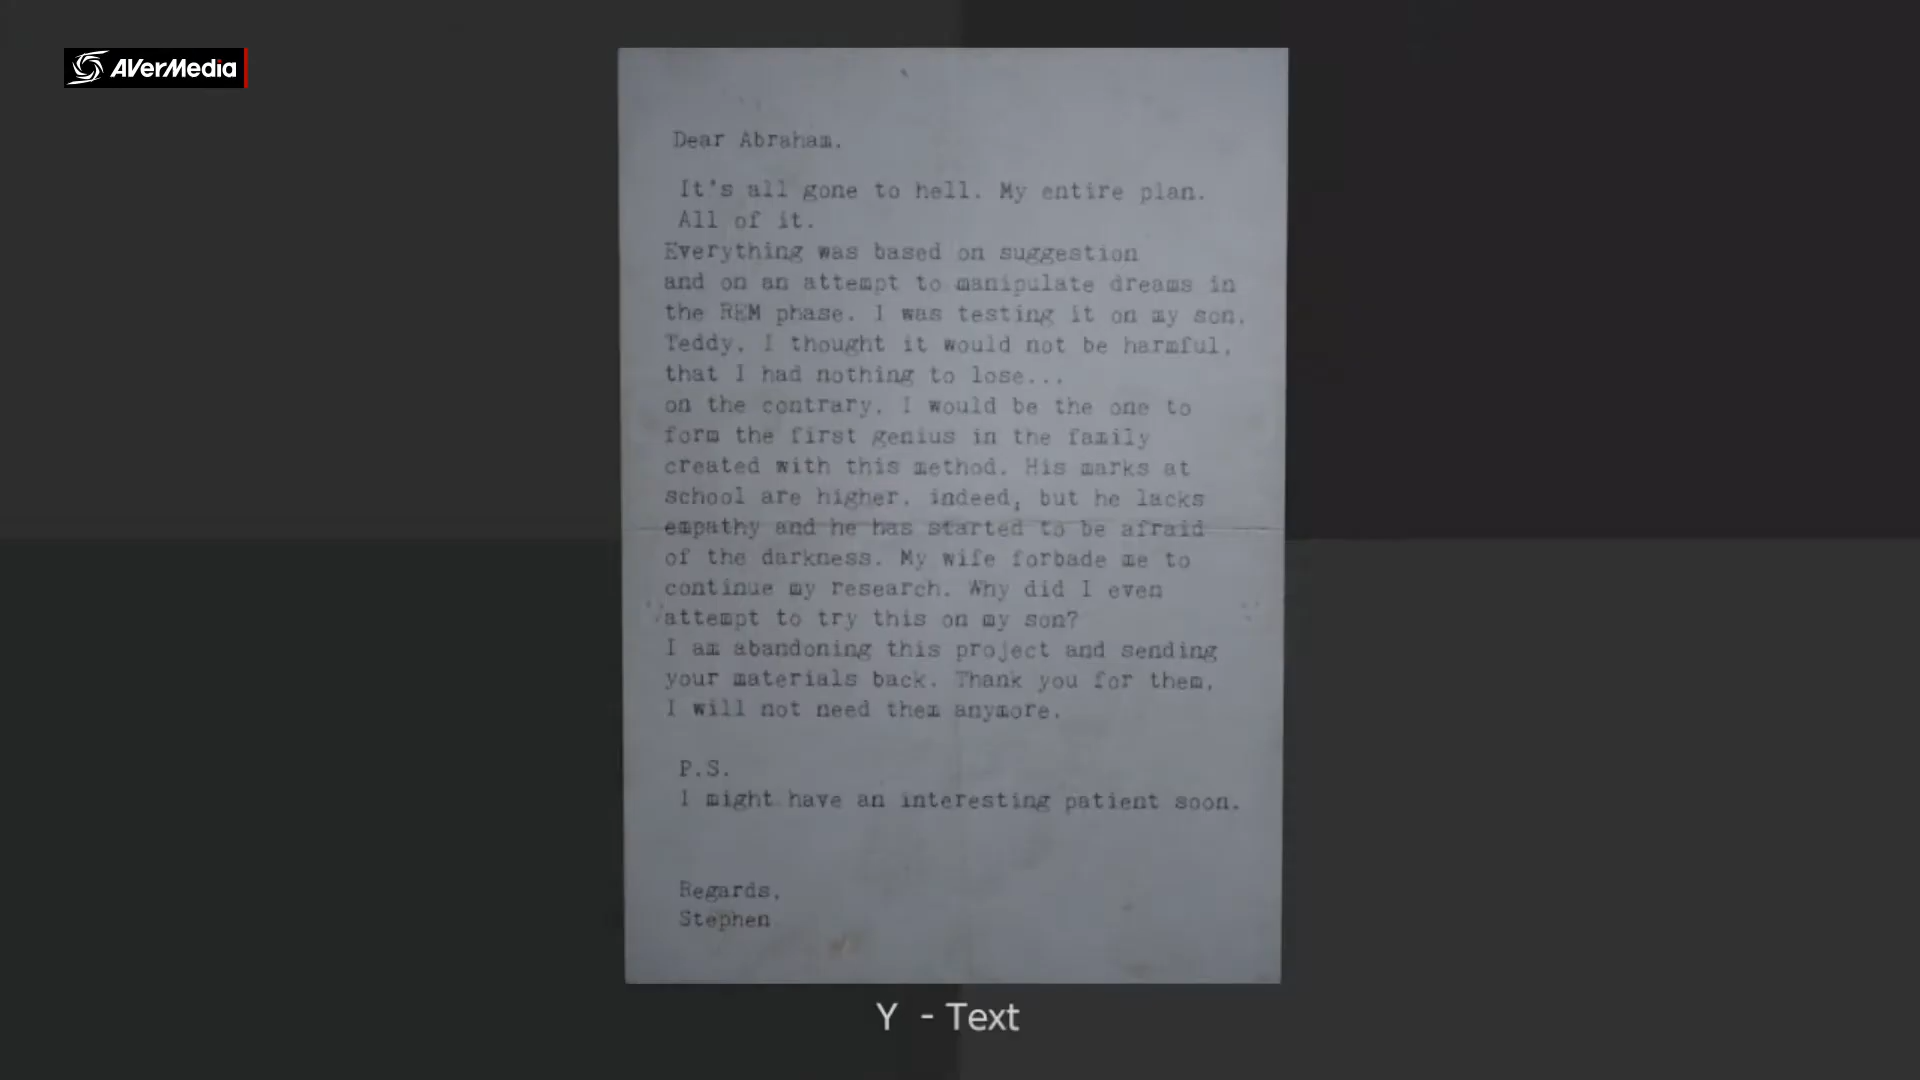 AVerMedia
Dear Abraham,
It's all gone to hell. My entire plan.
All of it.
Everything was based on suggestion
and on an attempt to manipulate dreams in
the REM phase. I was testing it on my son,
Teddy. I thought it would not be harmful,
that I had nothing to lose...
on the contrary, I would be the one to
form the first genius in the family
created with this method. His marks at
school are higher, indeed, but he lacks
empathy and he has started to be afraid
of the darkness. My wife forbade me to
continue my research. Why did I even
attempt to try this on my son?
I am abandoning this project and sending
your materials back. Thank you for them,
I will not need them anymore.
P.S.
I might have an interesting patient soon.
Regards,
Stephen
Y - Text